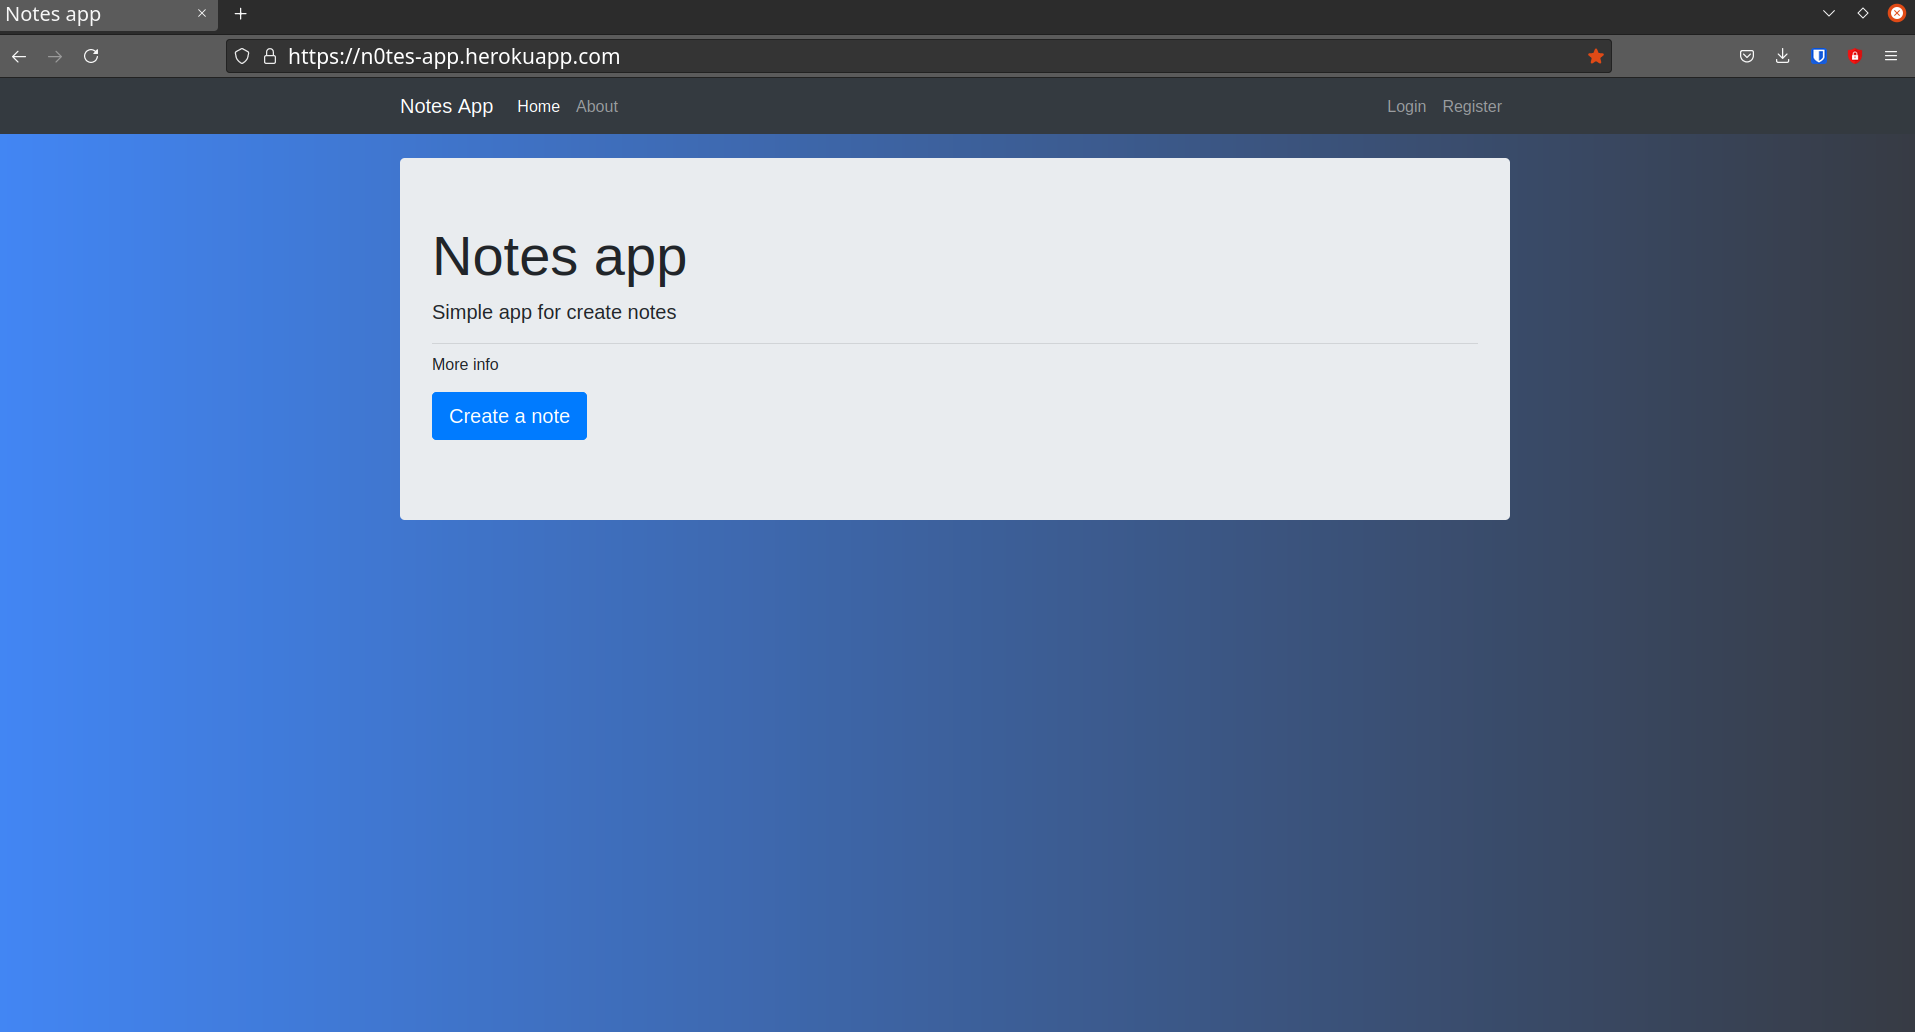 Notes app
https://n0tes-app.herokuapp.com
Notes App Home About Login Register
Notes app
Simple app for create notes
More info
Create a note